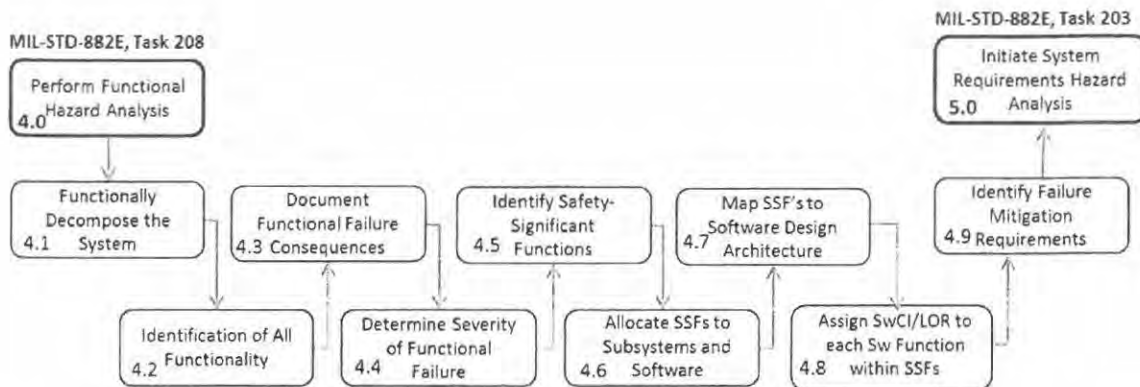 MIL-STD-882E, Task 208
Perform Functional
Hazard Analysis
4.0
Functionally
Decompose the
4.1 System
Identification of All
Functionality
4.2
Document
Functional Failure
4.3 Consequences
Determine Severity
of Functional
4.4 Failure
Identify Safety-
4.5 Significant
Functions
Allocate SSFs to
Subsystems and
4.6 Software
Map SSF's to
4.7 Software Design
Architecture
Assign SwCI/LOR to
each Sw Function
4.8 within SSFs
Identify Failure
Mitigation
4.9 Requirements
MIL-STD-882E, Task 203
Initiate System
Requirements Hazard
5.0 Analysis